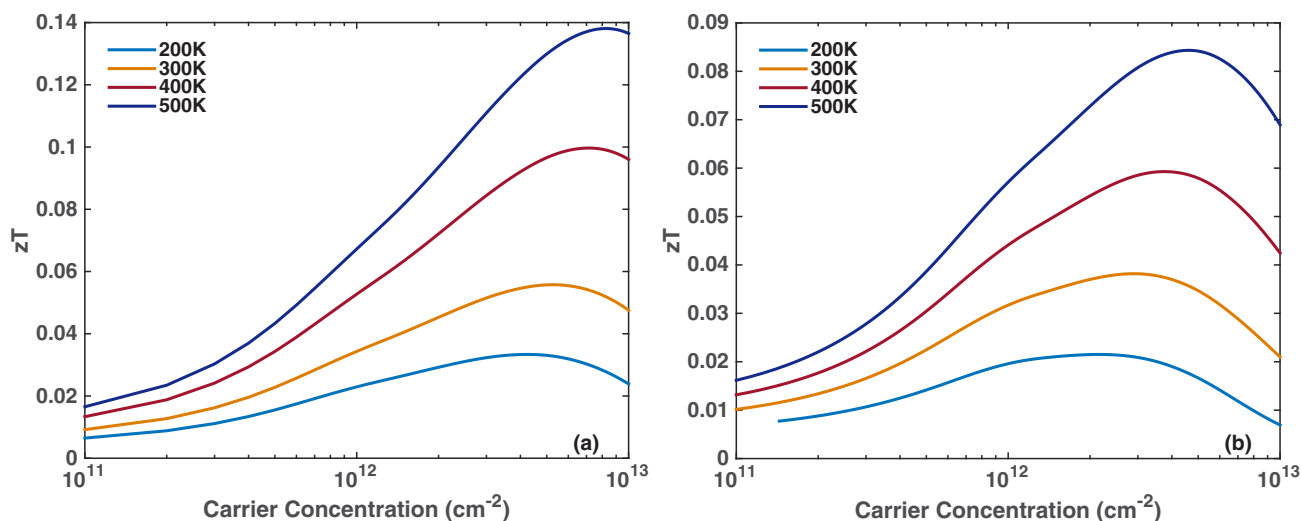 0.14
0.12
0.1
0.08
0.06
0.04
0.02
0
zT
200K
300K
400K
500K
(a)
10^11
10^12
10^13
Carrier Concentration (cm^-2)
0.09
0.08
0.07
0.06
0.05
0.04
0.03
0.02
0.01
0
zT
200K
300K
400K
500K
(b)
10^11
10^12
10^13
Carrier Concentration (cm^-2)